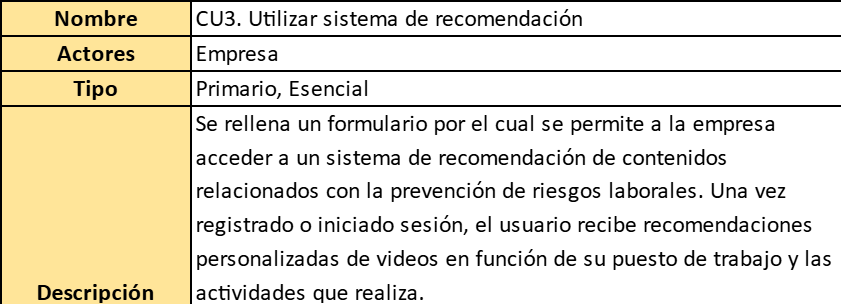 Nombre CU3. Utilizar sistema de recomendación
Actores Empresa
Tipo Primario, Esencial
Se rellena un formulario por el cual se permite a la empresa
acceder a un sistema de recomendación de contenidos
relacionados con la prevención de riesgos laborales. Una vez
registrado o iniciado sesión, el usuario recibe recomendaciones
personalizadas de videos en función de su puesto de trabajo y las
Descripción actividades que realiza.